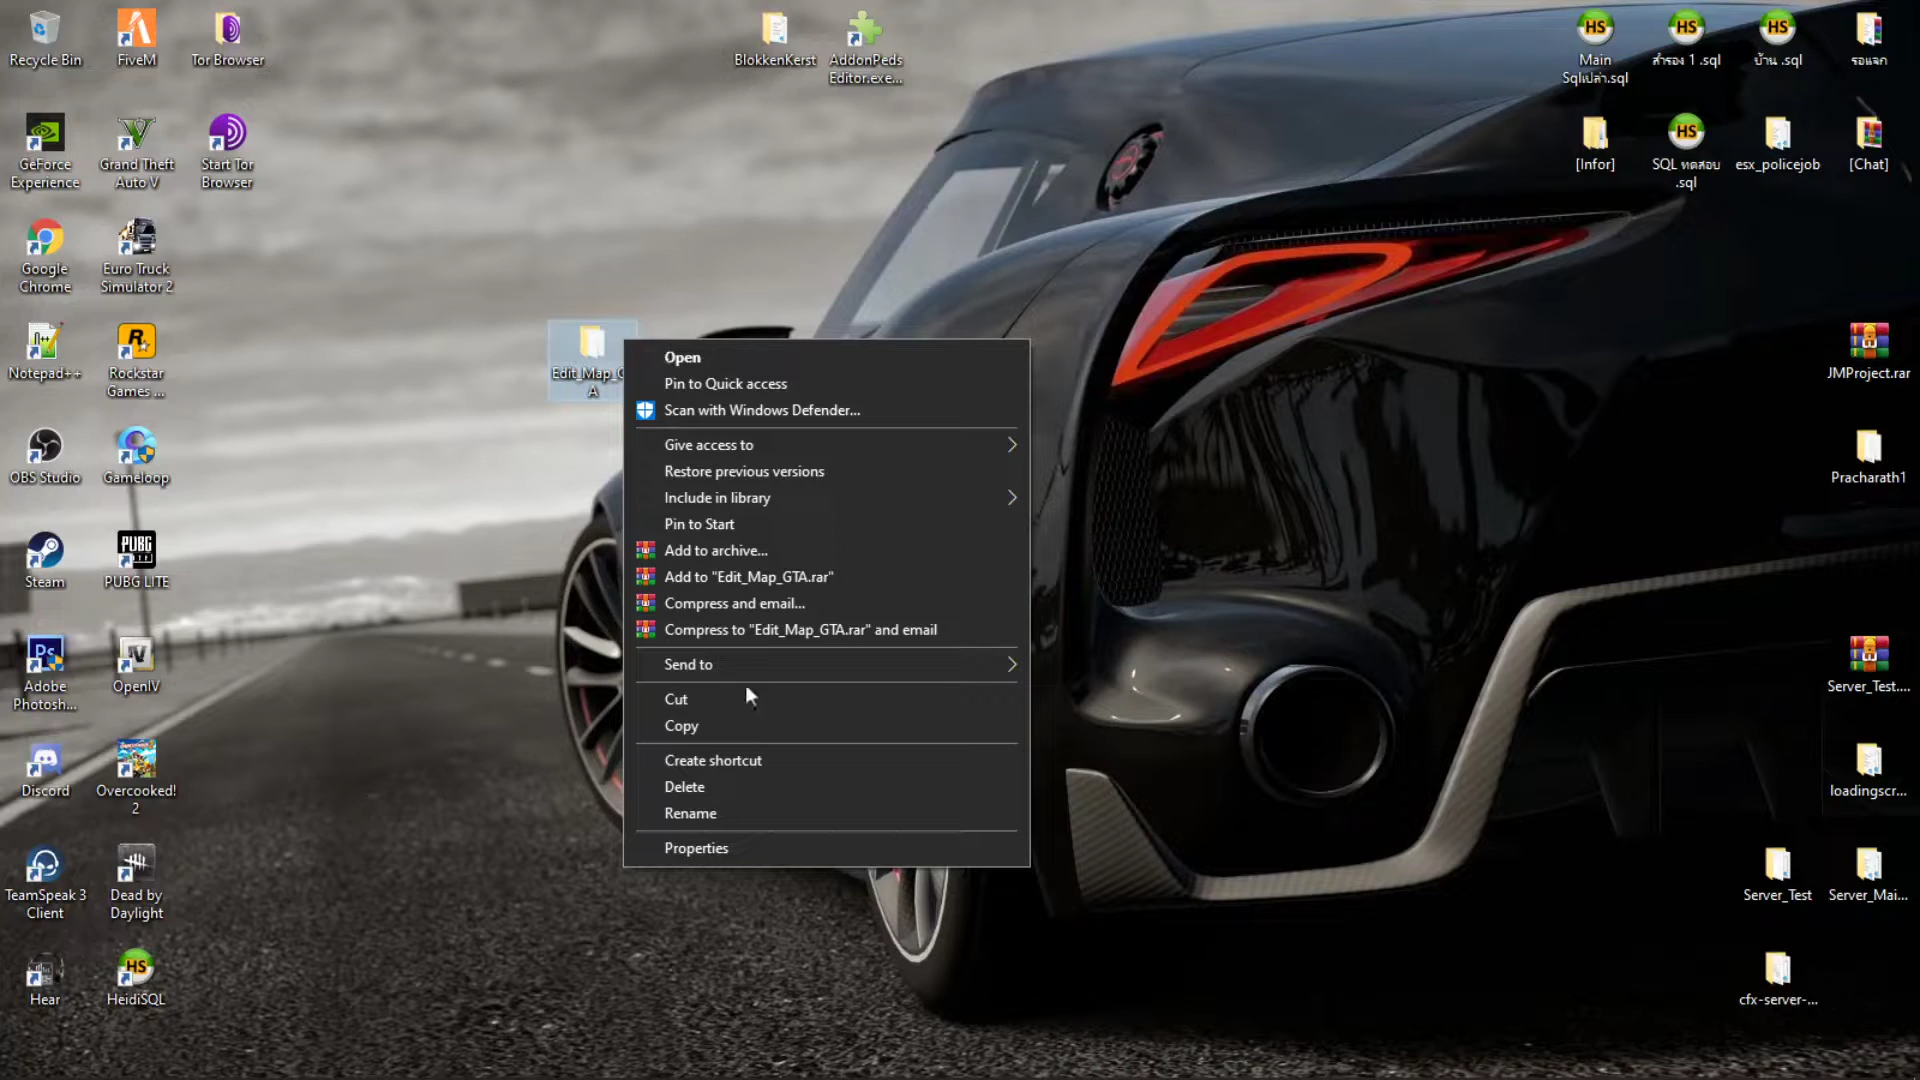 Recycle Bin
FiveM
Tor Browser
BlokkenKerst
AddonPeds
Editor.exe...
Main
Sqlเปล่า.sql
สำรอง 1 .sql
บ้าน .sql
รอแจก
GeForce
Experience
Grand Theft
Auto V
Start Tor
Browser
[Infor]
SQL ทดสอบ
.sql
esx_policejob
[Chat]
Google
Chrome
Euro Truck
Simulator 2
Notepad++
Rockstar
Games ...
Edit_Map_G
A
JMProject.rar
OBS Studio
Gameloop
Pracharath1
Steam
PUBG LITE
Adobe
Photosh...
OpenIV
Server_Test....
Discord
Overcooked!
2
loadingscr...
TeamSpeak 3
Client
Dead by
Daylight
Server_Test
Server_Mai...
Hear
HeidiSQL
cfx-server-...
Open
Pin to Quick access
Scan with Windows Defender...
Give access to
Restore previous versions
Include in library
Pin to Start
Add to archive...
Add to "Edit_Map_GTA.rar"
Compress and email...
Compress to "Edit_Map_GTA.rar" and email
Send to
Cut
Copy
Create shortcut
Delete
Rename
Properties